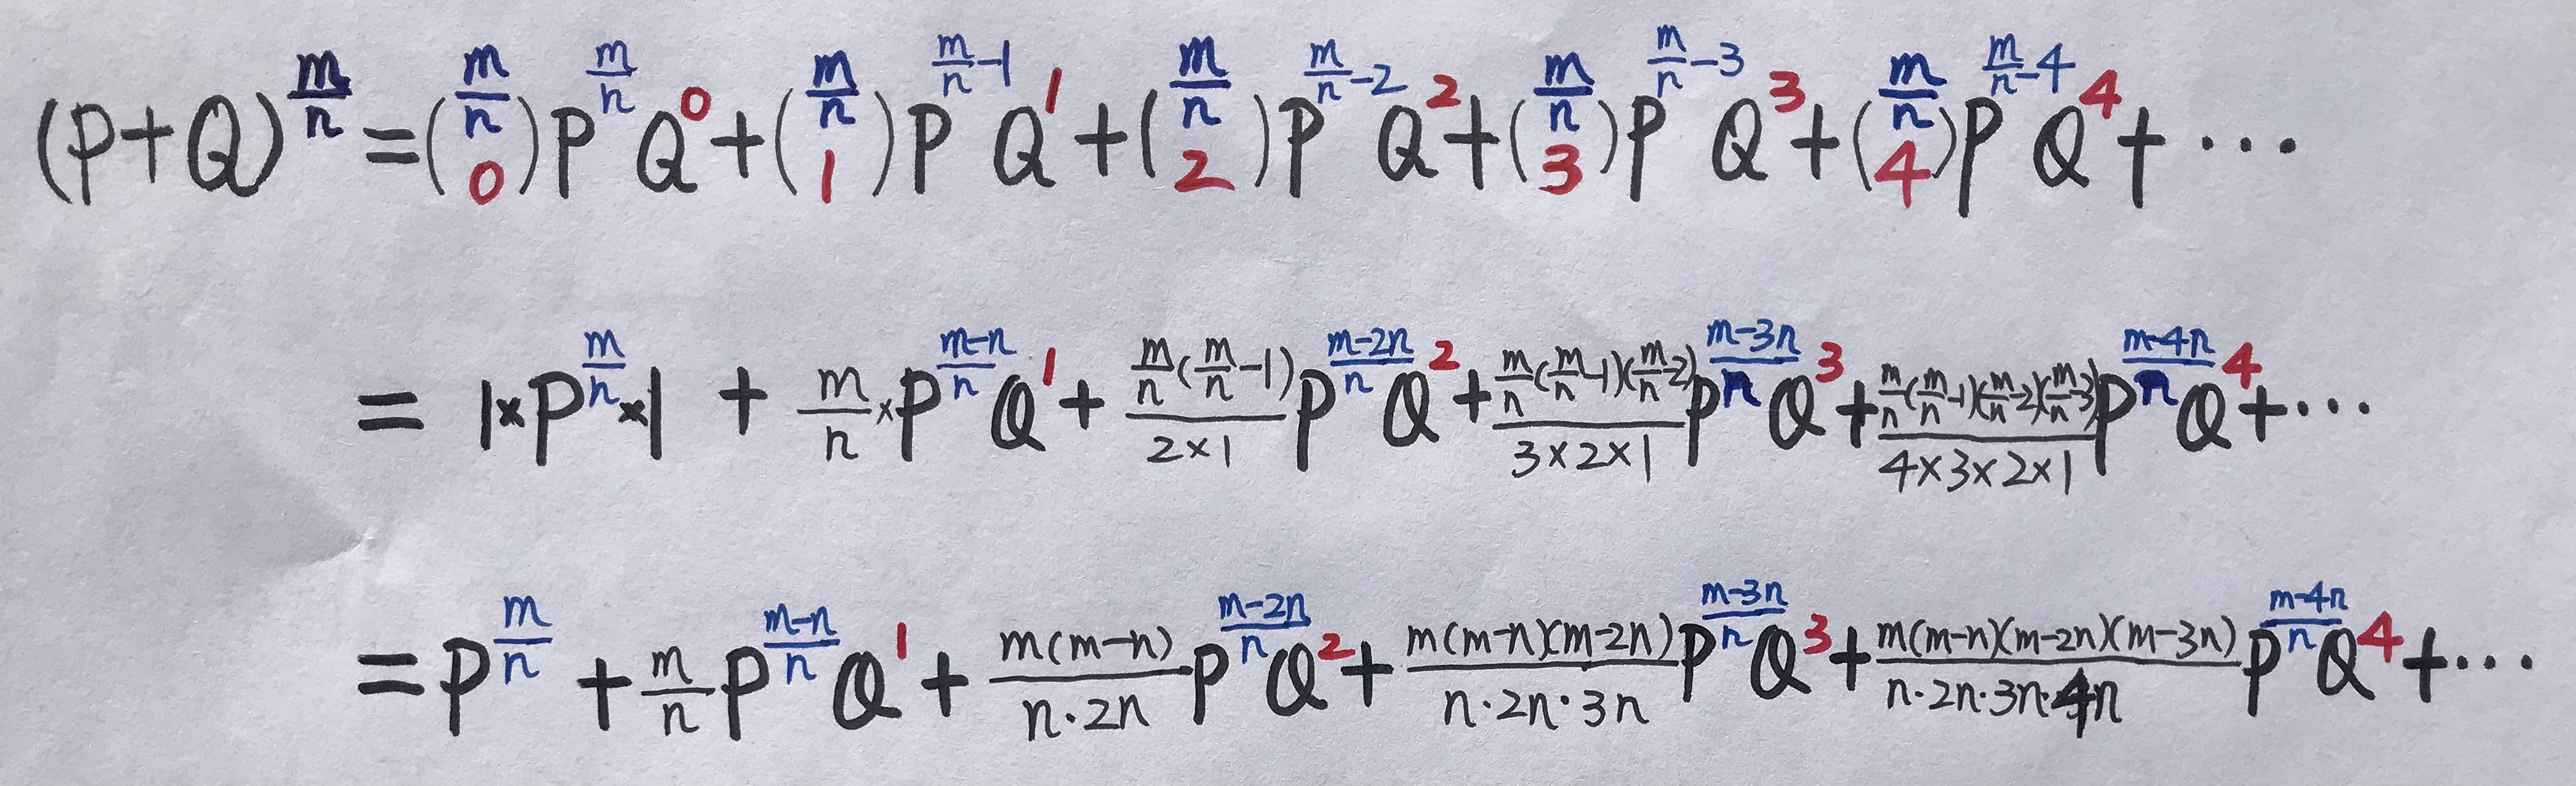 (P+Q)^{\frac{m}{n}} = \binom{\frac{m}{n}}{0} P^{\frac{m}{n}} Q^{0} + \binom{\frac{m}{n}}{1} P^{\frac{m}{n}-1} Q^{1} + \binom{\frac{m}{n}}{2} P^{\frac{m}{n}-2} Q^{2} + \binom{\frac{m}{n}}{3} P^{\frac{m}{n}-3} Q^{3} + \binom{\frac{m}{n}}{4} P^{\frac{m}{n}-4} Q^{4} + \cdots
= 1 \times P^{\frac{m}{n}} \times 1 + \frac{m}{n} \times P^{\frac{m-n}{n}} Q^{1} + \frac{\frac{m}{n}(\frac{m}{n}-1)}{2 \times 1} P^{\frac{m-2n}{n}} Q^{2} + \frac{\frac{m}{n}(\frac{m}{n}-1)(\frac{m}{n}-2)}{3 \times 2 \times 1} P^{\frac{m-3n}{n}} Q^{3} + \frac{\frac{m}{n}(\frac{m}{n}-1)(\frac{m}{n}-2)(\frac{m}{n}-3)}{4 \times 3 \times 2 \times 1} P^{\frac{m-4n}{n}} Q^{4} + \cdots
= P^{\frac{m}{n}} + \frac{m}{n} P^{\frac{m-n}{n}} Q^{1} + \frac{m(m-n)}{n \cdot 2n} P^{\frac{m-2n}{n}} Q^{2} + \frac{m(m-n)(m-2n)}{n \cdot 2n \cdot 3n} P^{\frac{m-3n}{n}} Q^{3} + \frac{m(m-n)(m-2n)(m-3n)}{n \cdot 2n \cdot 3n \cdot 4n} P^{\frac{m-4n}{n}} Q^{4} + \cdots